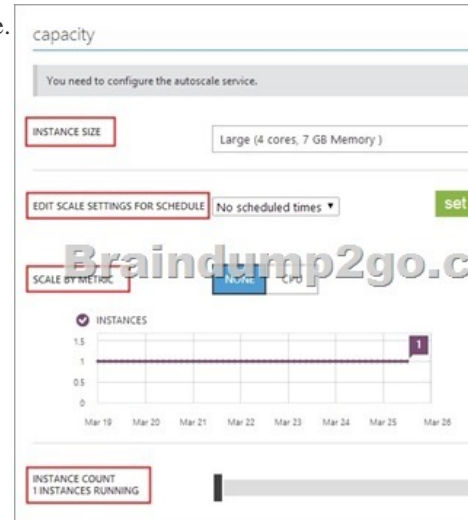 e.
capacity
You need to configure the autoscale service.
INSTANCE SIZE
Large (4 cores, 7 GB Memory )
EDIT SCALE SETTINGS FOR SCHEDULE
No scheduled times
set
Braindump2go.c
SCALE BY METRIC
NONE
CPU
INSTANCES
1.5
1
1
0.5
0
Mar 19 Mar 20 Mar 21 Mar 22 Mar 23 Mar 24 Mar 25 Mar 26
INSTANCE COUNT
1 INSTANCES RUNNING